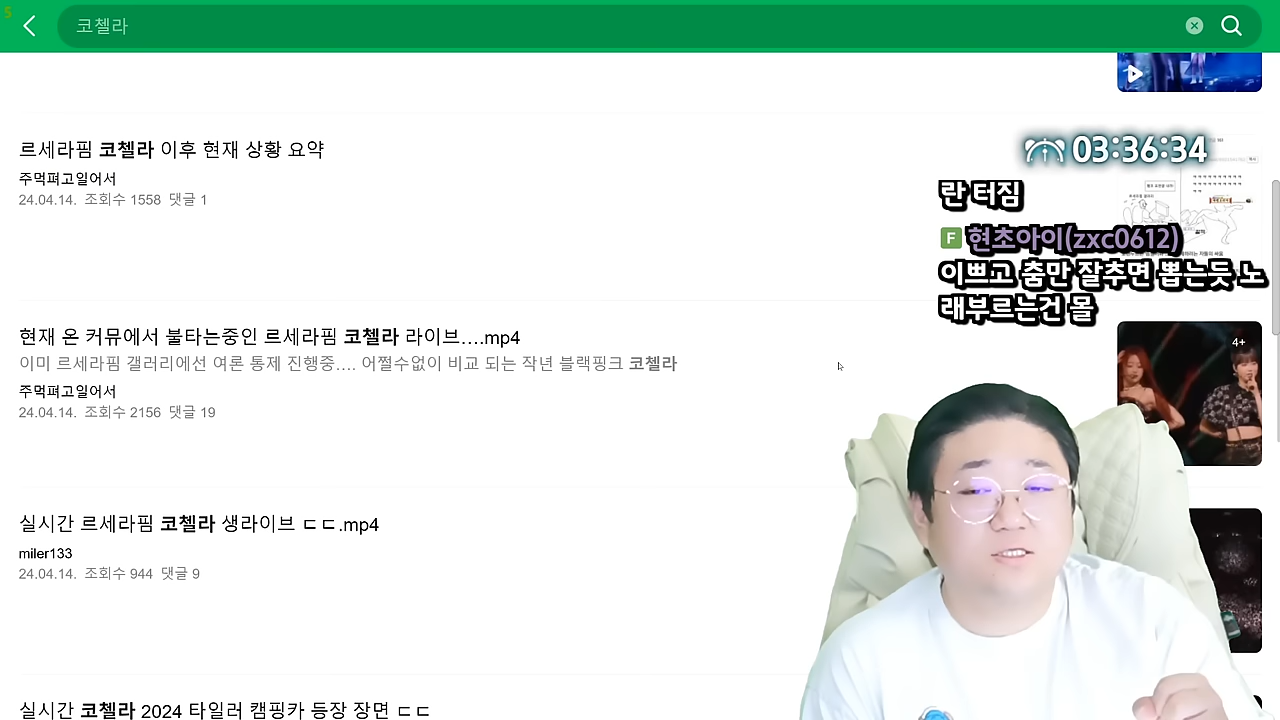 5
코첼라
르세라핌 코첼라 이후 현재 상황 요약
주먹펴고일어서
24.04.14. 조회수 1558 댓글 1
03:36:34
란 터짐
F 현초아이(zxc0612)
이쁘고 춤만 잘추면 뽑는듯 노
래부르는건 몰
현재 온 커뮤에서 불타는중인 르세라핌 코첼라 라이브....mp4
이미 르세라핌 갤러리에선 여론 통제 진행중.... 어쩔수없이 비교 되는 작년 블랙핑크 코첼라
주먹펴고일어서
24.04.14. 조회수 2156 댓글 19
4+
실시간 르세라핌 코첼라 생라이브 ㄷㄷ.mp4
miler133
24.04.14. 조회수 944 댓글 9
실시간 코첼라 2024 타일러 캠핑카 등장 장면 ㄷㄷ